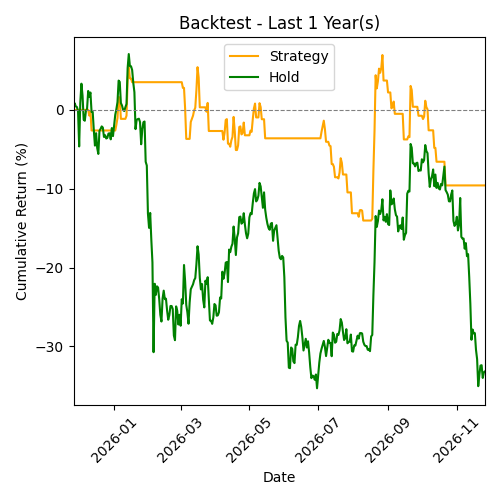 Backtest - Last 1 Year(s)
Strategy
Hold
Cumulative Return (%)
0
−10
−20
−30
2026-01
2026-03
2026-05
2026-07
2026-09
2026-11
Date